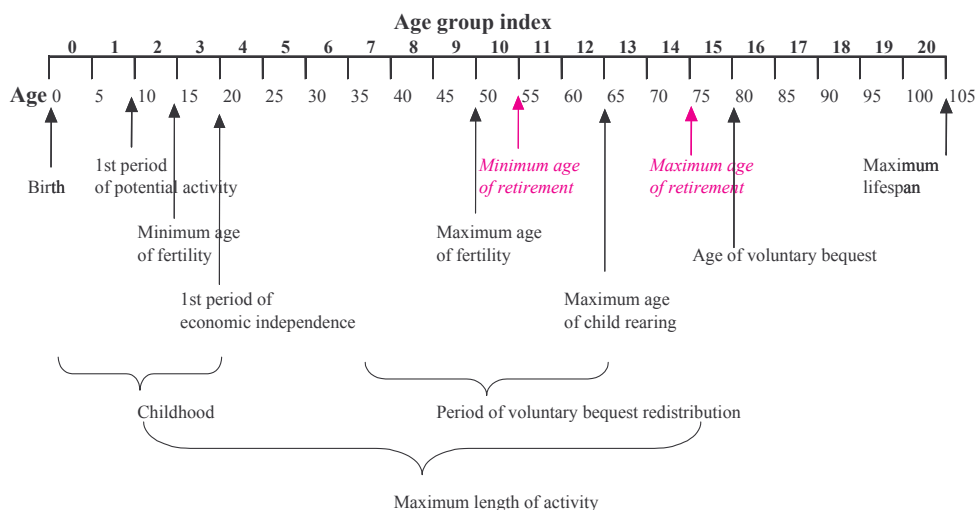 Age group index
0 1 2 3 4 5 6 7 8 9 10 11 12 13 14 15 16 17 18 19 20
Age 0 5 10 15 20 25 30 35 40 45 50 55 60 65 70 75 80 85 90 95 100 105
Birth
1st period
of potential activity
Minimum age
of retirement
Maximum age
of retirement
Maximum
lifespan
Minimum age
of fertility
Maximum age
of fertility
Age of voluntary bequest
1st period of
economic independence
Maximum age
of child rearing
Childhood
Period of voluntary bequest redistribution
Maximum length of activity